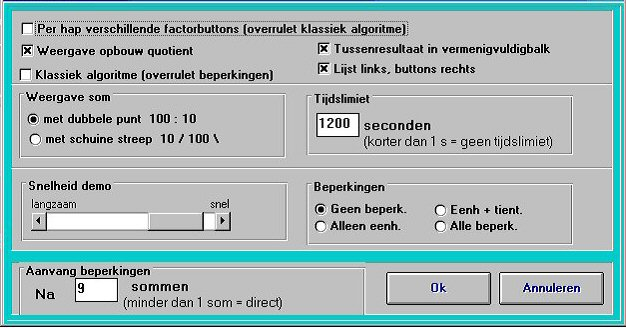 Per hap verschillende factorbuttons (overrulet klassiek algoritme)
Weergave opbouw quotient
Tussenresultaat in vermenigvuldigbalk
Klassiek algoritme (overrulet beperkingen)
Lijst links, buttons rechts
Weergave som
met dubbele punt 100 : 10
met schuine streep 10 / 100 \
Tijdslimiet
1200 seconden
(korter dan 1 s = geen tijdslimiet)
Snelheid demo
langzaam snel
Beperkingen
Geen beperk. Eenh + tient.
Alleen eenh. Alle beperk.
Aanvang beperkingen
Na 9 sommen
(minder dan 1 som = direct)
Ok Annuleren